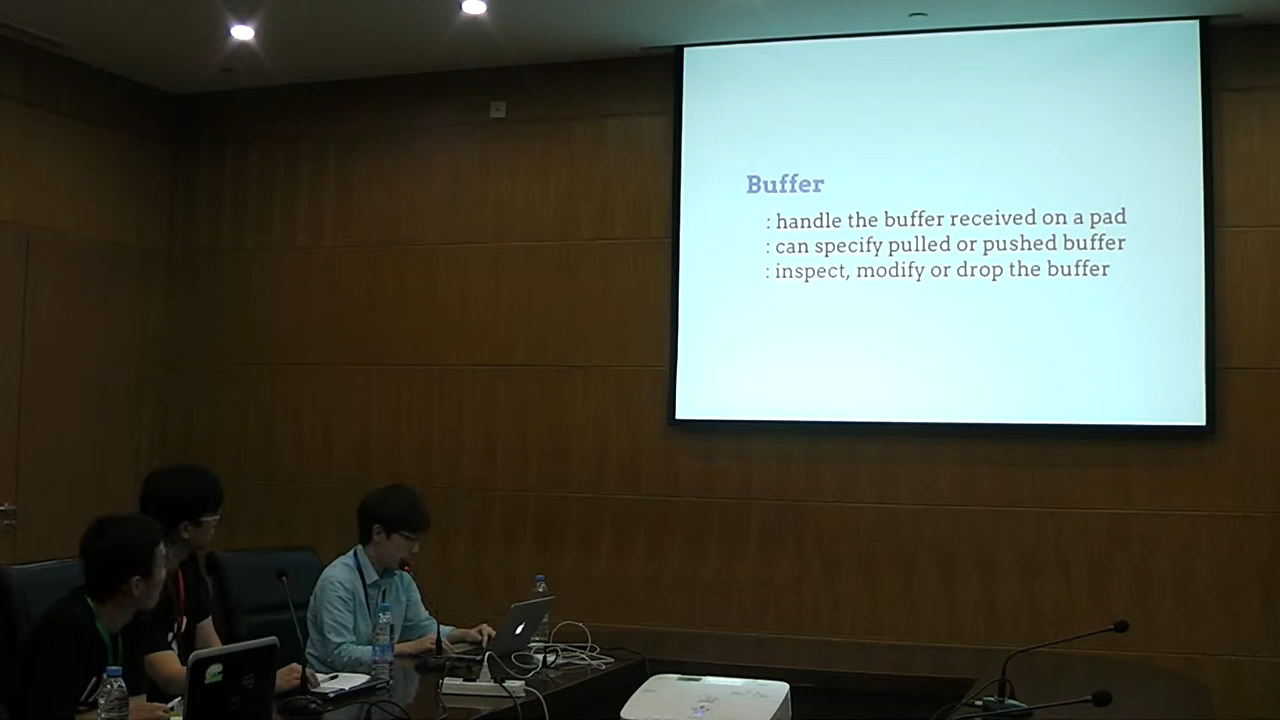 Buffer
: handle the buffer received on a pad
: can specify pulled or pushed buffer
: inspect, modify or drop the buffer